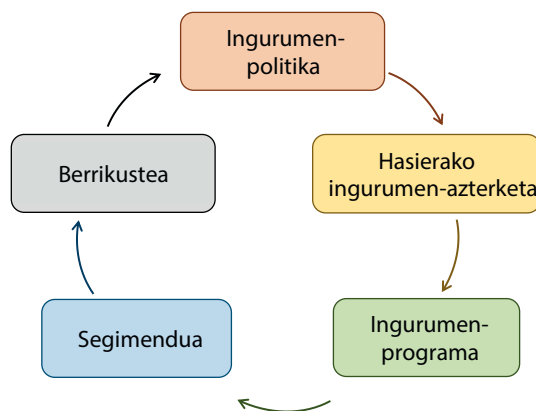 Ingurumen-
politika
Hasierako
ingurumen-azterketa
Ingurumen-
programa
Segimendua
Berrikustea